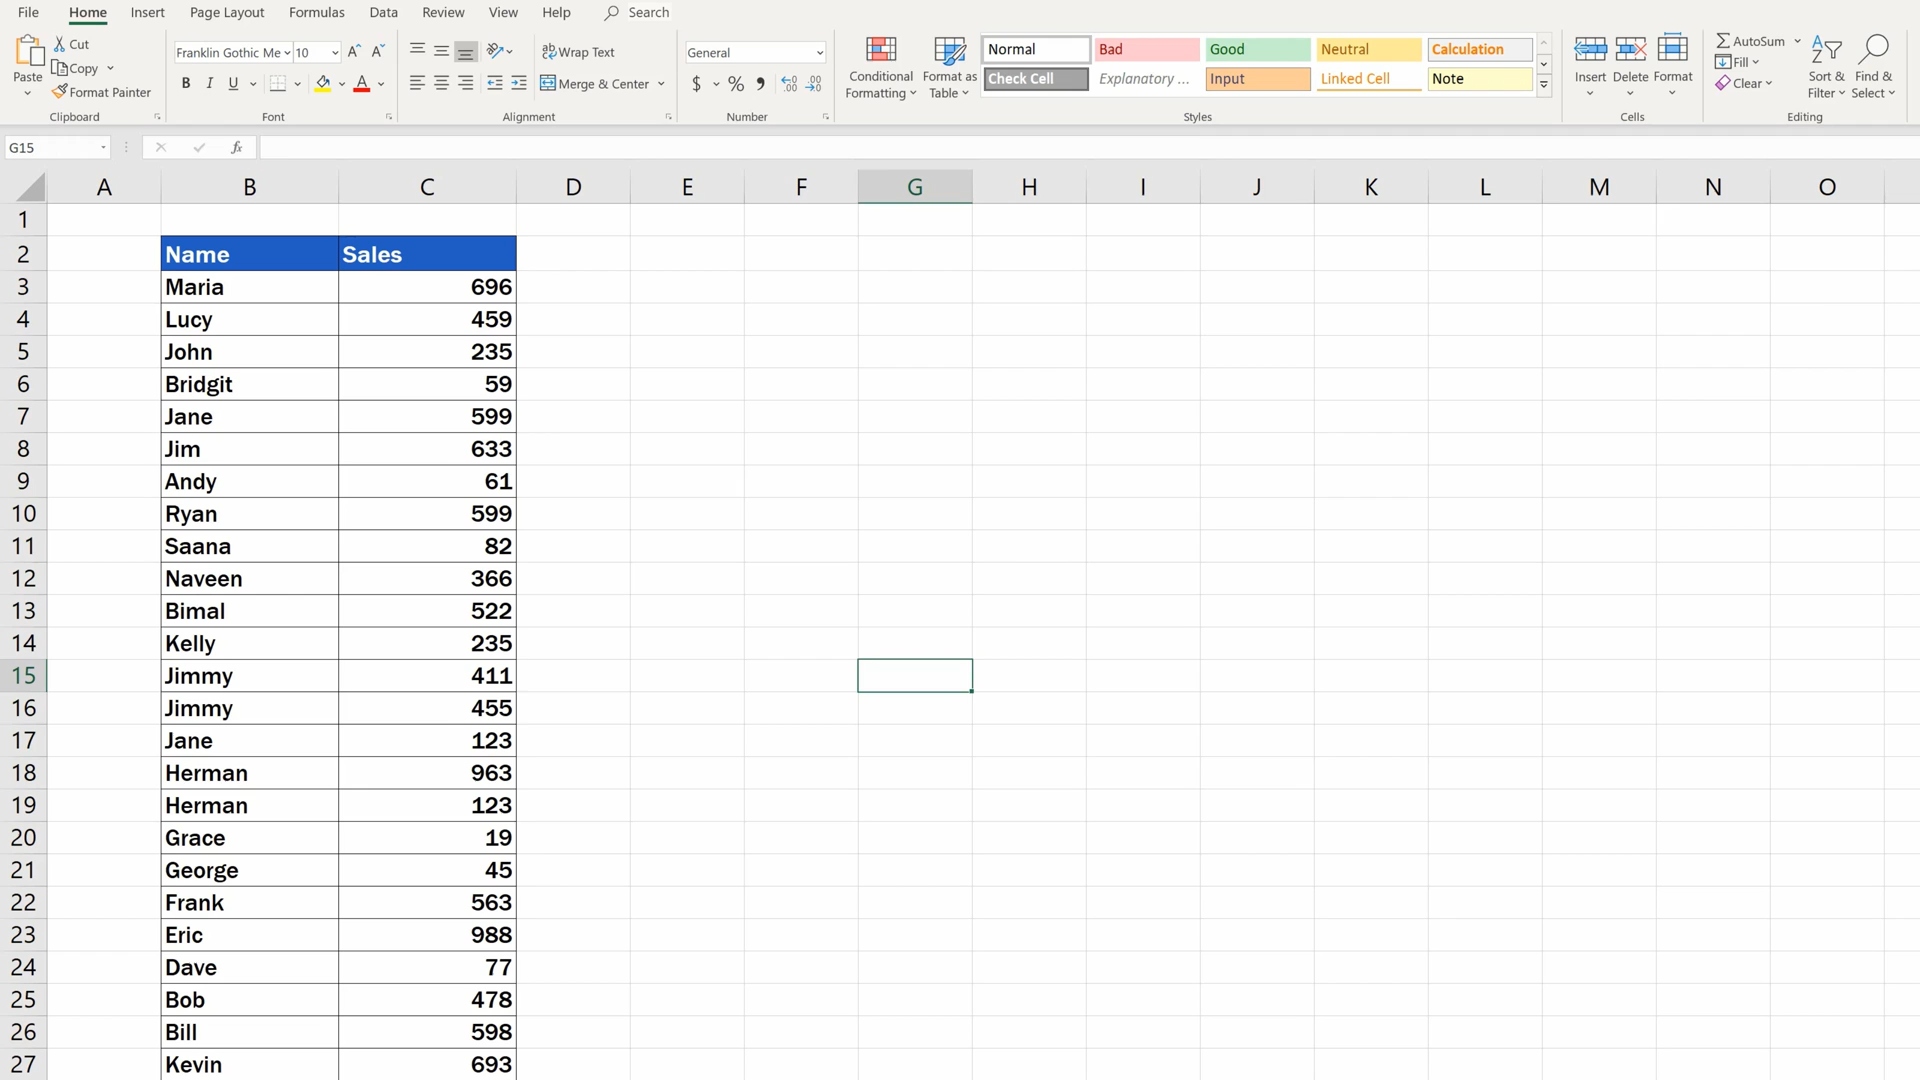 File Home Insert Page Layout Formulas Data Review View Help Search
Paste Cut Copy Format Painter Clipboard
Franklin Gothic Me 10 A A B I U A Font
ab Wrap Text Merge & Center Alignment
General $ % , .00 .00 Number
Conditional Formatting Format as Table
Normal Bad Good Neutral Calculation
Check Cell Explanatory ... Input Linked Cell Note
Styles
Insert Delete Format Cells
AutoSum Fill Clear Sort & Filter Find & Select Editing
G15 fx
A B C D E F G H I J K L M N O
1
2 Name Sales
3 Maria 696
4 Lucy 459
5 John 235
6 Bridgit 59
7 Jane 599
8 Jim 633
9 Andy 61
10 Ryan 599
11 Saana 82
12 Naveen 366
13 Bimal 522
14 Kelly 235
15 Jimmy 411
16 Jimmy 455
17 Jane 123
18 Herman 963
19 Herman 123
20 Grace 19
21 George 45
22 Frank 563
23 Eric 988
24 Dave 77
25 Bob 478
26 Bill 598
27 Kevin 693